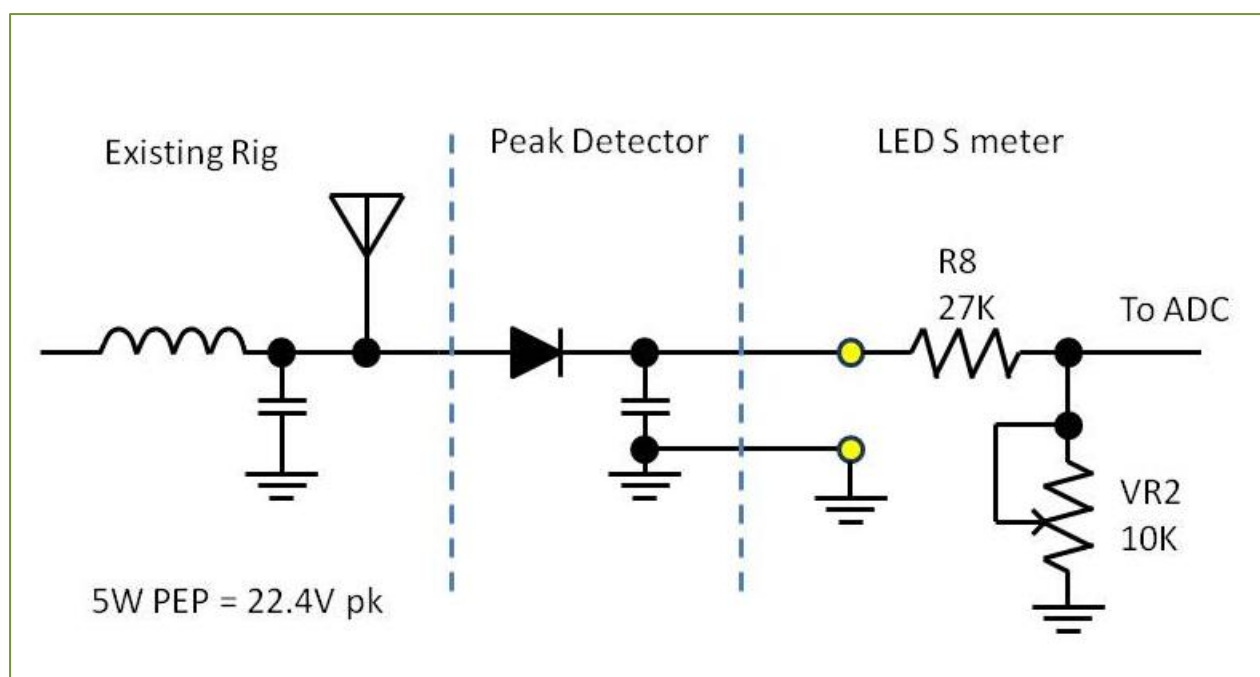 Existing Rig
Peak Detector
LED S meter
R8
27K
To ADC
VR2
10K
5W PEP = 22.4V pk